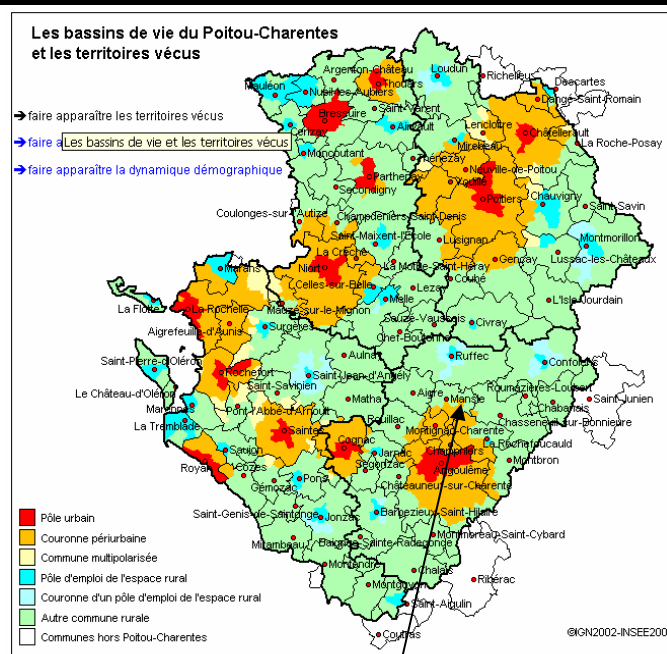 Les bassins de vie du Poitou-Charentes
et les territoires vécus
faire apparaître les territoires vécus
faire a
Les bassins de vie et les territoires vécus
faire apparaître la dynamique démographique
Argenton-Château
Thouars
Loudun
Richelieu
Descartes
Mauléon
Nueil-les-Aubiers
Dangé-Saint-Romain
Bressuire
Saint-Varent
Lencloître
Châtellerault
Cerizay
Airvault
Mirebeau
La Roche-Posay
Moncoutant
Thénezay
Neuville-de-Poitou
Parthenay
Vouillé
Secondigny
Poitiers
Chauvigny
Saint-Savin
Coulonges-sur-l'Autize
Champdeniers-Saint-Denis
Saint-Maixent-l'Ecole
Lusignan
Montmorillon
La Crèche
Gençay
Lussac-les-Châteaux
Marans
Niort
La Mothe-Saint-Héray
Celles-sur-Belle
Couhé
Lezay
La Flotte
La Rochelle
Mauzé-sur-le-Mignon
Melle
L'Isle-Jourdain
Aigrefeuille-d'Aunis
Surgères
Sauzé-Vaussais
Civray
Chef-Boutonne
Saint-Pierre-d'Oléron
Aulnay
Ruffec
Confolens
Rochefort
Saint-Jean-d'Angély
Saint-Savinien
Le Château-d'Oléron
Matha
Aigre
Mansle
Roumazières-Loubert
Saint-Junien
Marennes
Pont-l'Abbé-d'Arnoult
Chabanais
La Tremblade
Rouillac
Montignac-Charente
Chasseneuil-sur-Bonnieure
Saintes
La Rochefoucauld
Cognac
Champniers
Saujon
Jarnac
Montbron
Royan
Cozes
Segonzac
Angoulême
Gémozac
Pons
Châteauneuf-sur-Charente
Saint-Genis-de-Saintonge
Jonzac
Barbezieux-Saint-Hilaire
Mirambeau
Baignes-Sainte-Radegonde
Montmoreau-Saint-Cybard
Montendre
Chalais
Montguyon
Ribérac
Saint-Aigulin
Coutras
Pôle urbain
Couronne périurbaine
Commune multipolarisée
Pôle d'emploi de l'espace rural
Couronne d'un pôle d'emploi de l'espace rural
Autre commune rurale
Communes hors Poitou-Charentes
©IGN2002-INSEE200